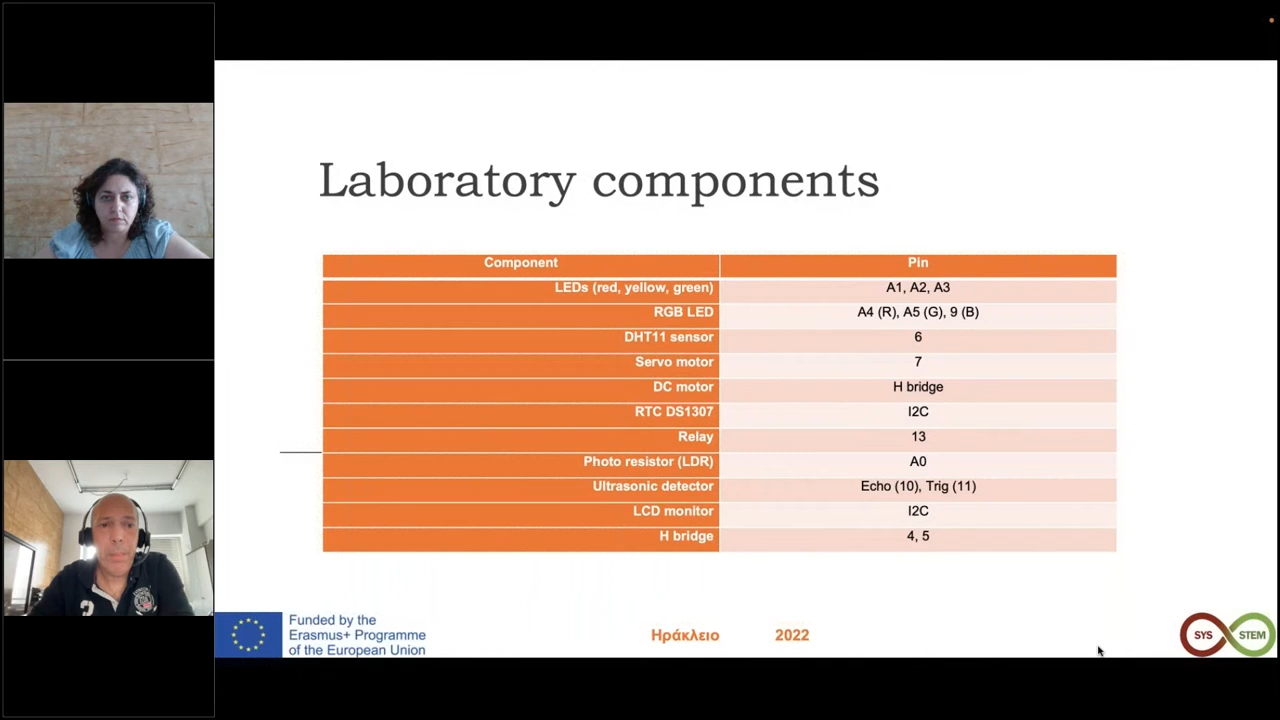 Laboratory components
Component Pin
LEDs (red, yellow, green) A1, A2, A3
RGB LED A4 (R), A5 (G), 9 (B)
DHT11 sensor 6
Servo motor 7
DC motor H bridge
RTC DS1307 I2C
Relay 13
Photo resistor (LDR) A0
Ultrasonic detector Echo (10), Trig (11)
LCD monitor I2C
H bridge 4, 5
Funded by the
Erasmus+ Programme
of the European Union
Ηράκλειο 2022
SYS STEM
2